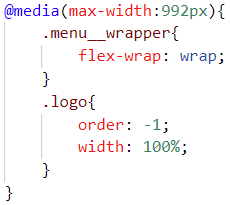 @media(max-width:992px){
    .menu__wrapper{
        flex-wrap: wrap;
    }
    .logo{
        order: -1;
        width: 100%;
    }
}